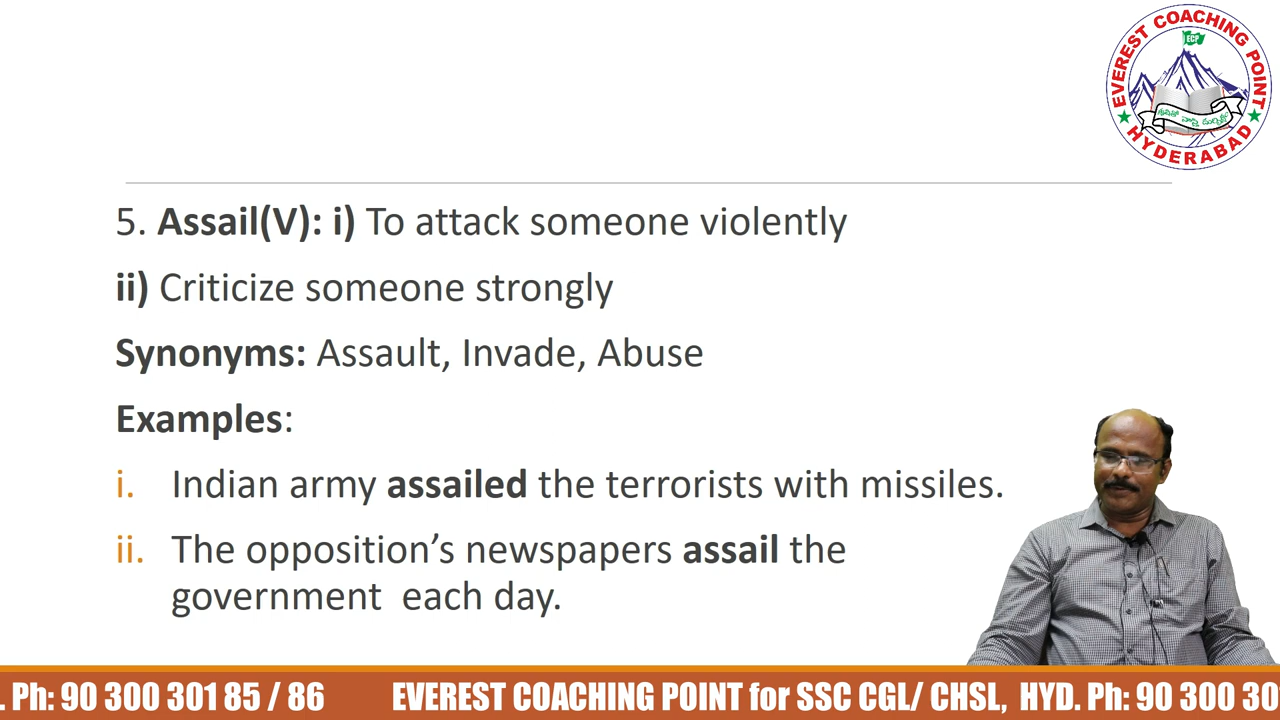 EVEREST COACHING POINT
ECP
HYDERABAD
5. Assail(V): i) To attack someone violently
ii) Criticize someone strongly
Synonyms: Assault, Invade, Abuse
Examples:
i. Indian army assailed the terrorists with missiles.
ii. The opposition’s newspapers assail the
government each day.
. Ph: 90 300 301 85 / 86 EVEREST COACHING POINT for SSC CGL/ CHSL, HYD. Ph: 90 300 30